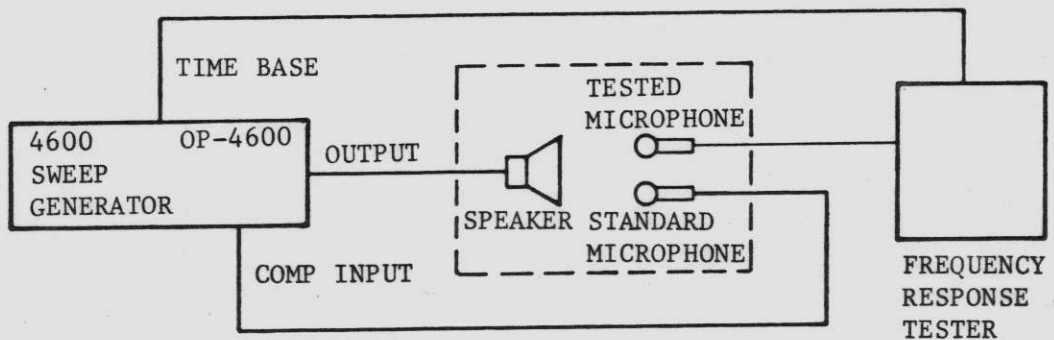 TIME BASE
4600 OP-4600
SWEEP
GENERATOR
OUTPUT
COMP INPUT
SPEAKER
TESTED
MICROPHONE
STANDARD
MICROPHONE
FREQUENCY
RESPONSE
TESTER